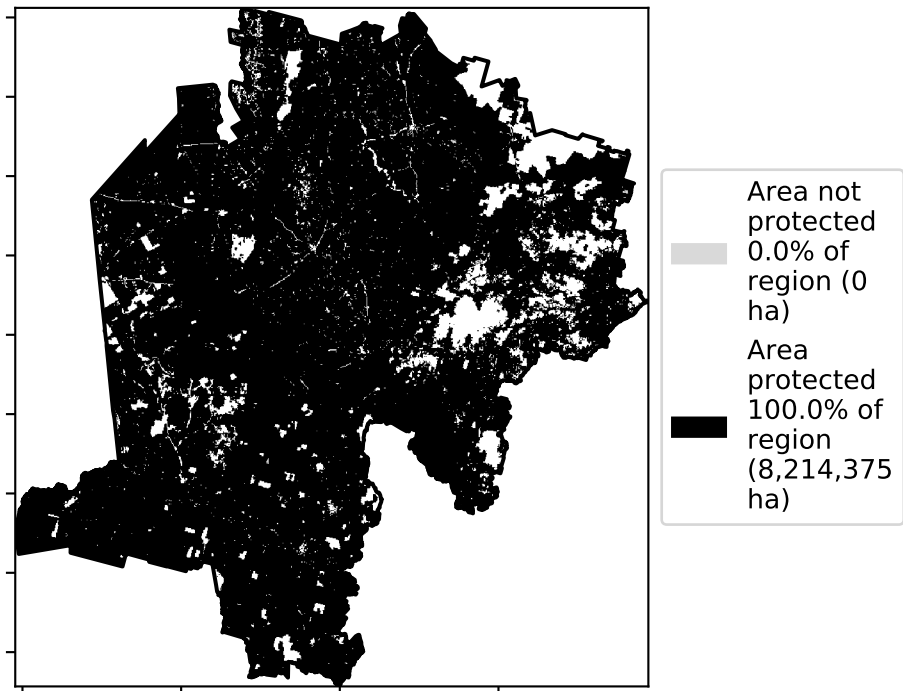 Area not
protected
0.0% of
region (0
ha)
Area
protected
100.0% of
region
(8,214,375
ha)